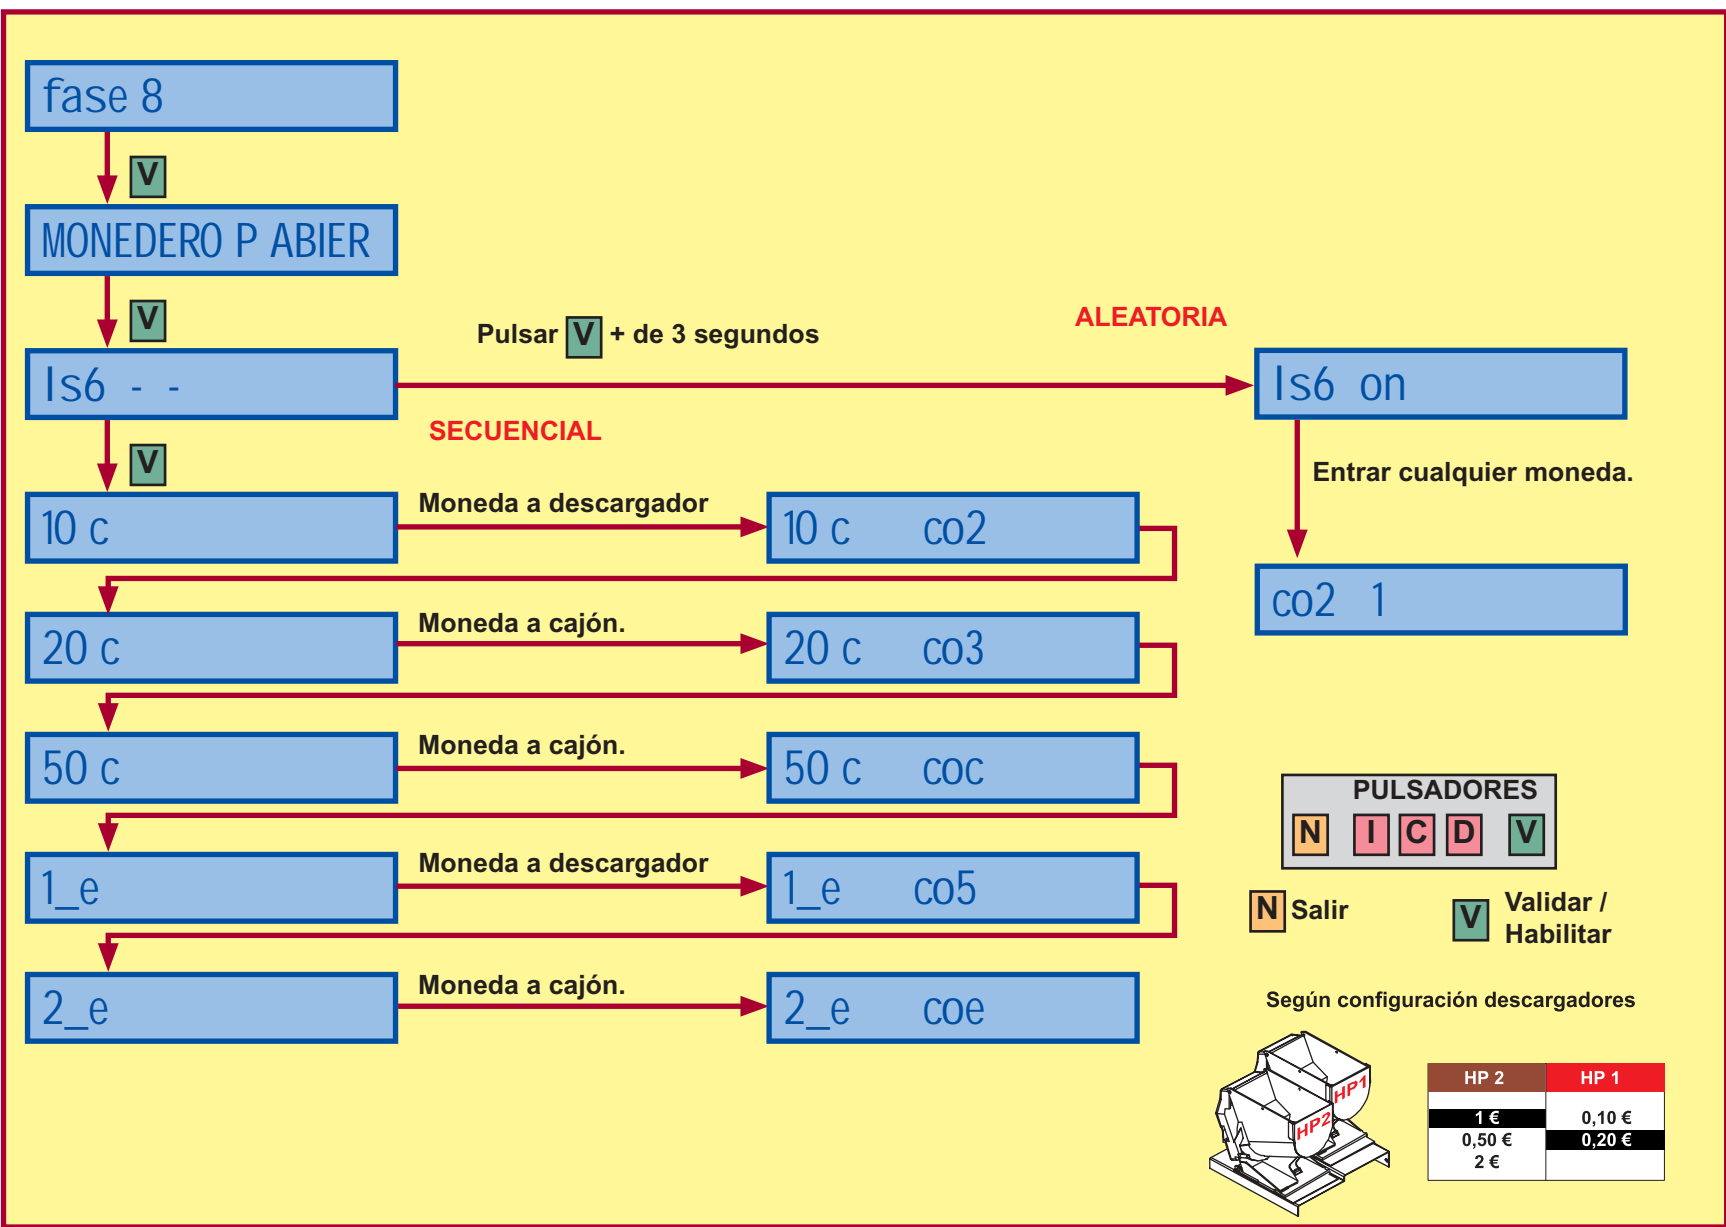 fase 8
V
MONEDERO P ABIER
V
Pulsar V + de 3 segundos
ALEATORIA
Is6 - -
Is6 on
SECUENCIAL
V
Entrar cualquier moneda.
10 c
Moneda a descargador
10 c co2
co2 1
20 c
Moneda a cajón.
20 c co3
50 c
Moneda a cajón.
50 c coc
1_e
Moneda a descargador
1_e co5
2_e
Moneda a cajón.
2_e coe
PULSADORES
N I C D V
N Salir
V Validar /
Habilitar
Según configuración descargadores
HP1
HP2
HP 2 HP 1
1 € 0,10 €
0,50 € 0,20 €
2 €